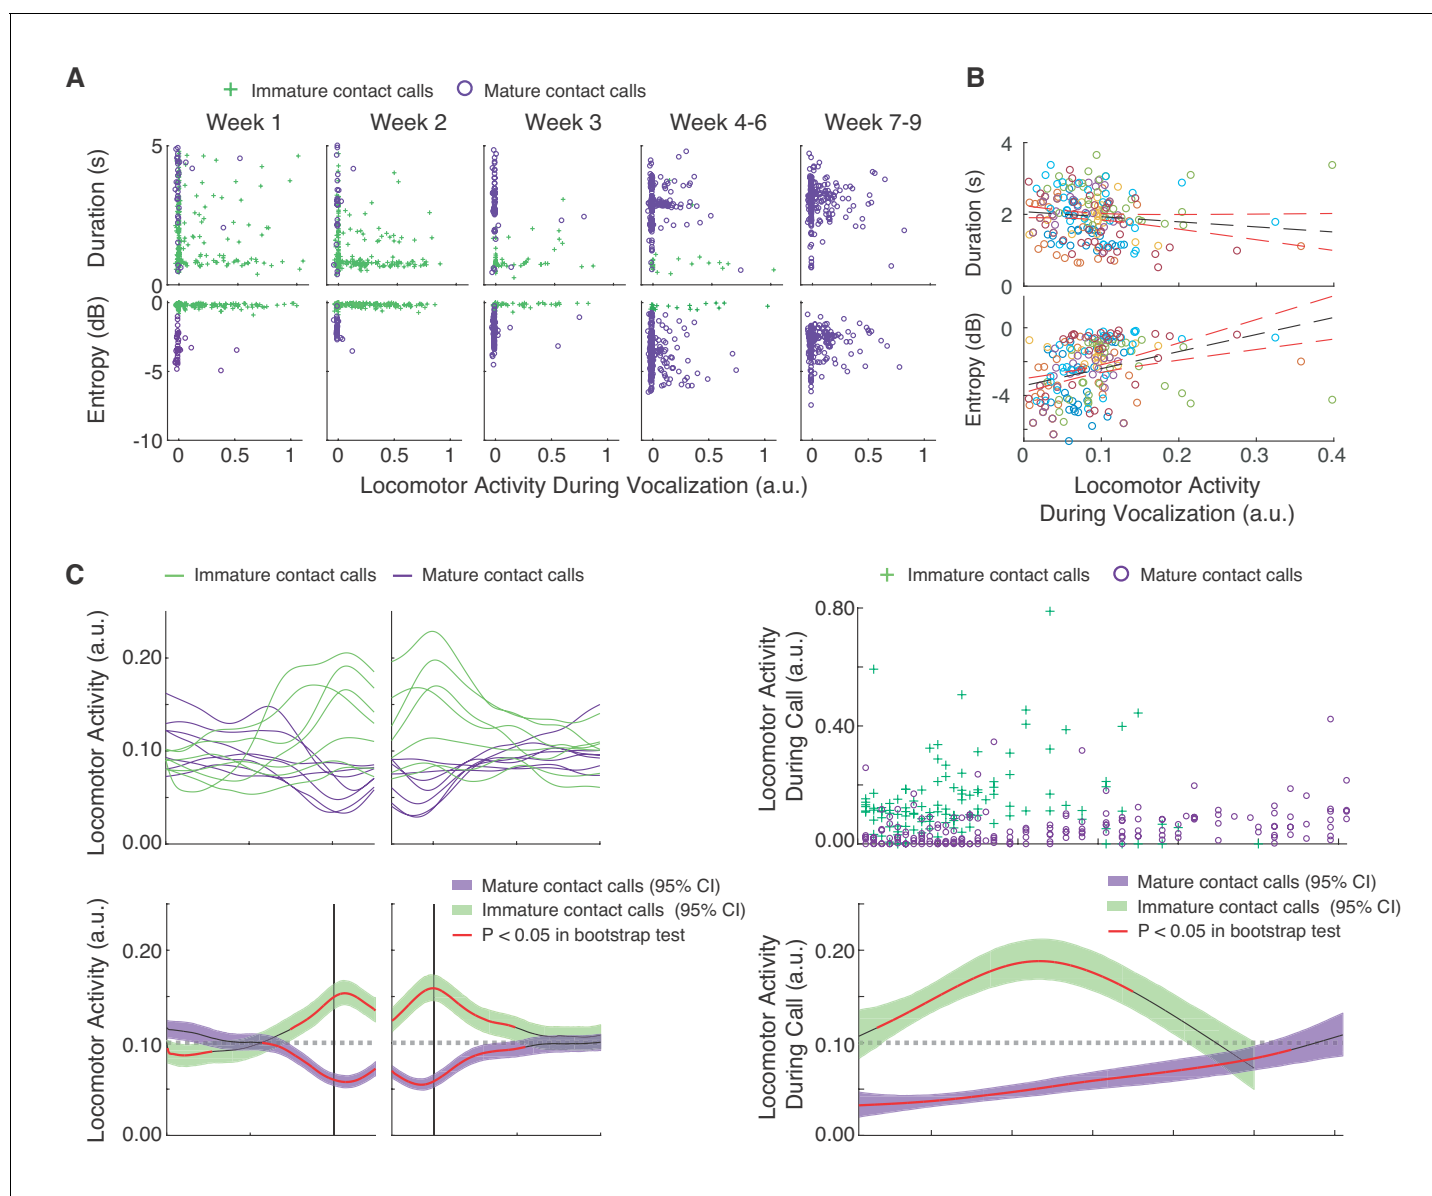 A
Immature contact calls
Mature contact calls
Week 1
Week 2
Week 3
Week 4-6
Week 7-9
Duration (s)
5
0
Entropy (dB)
0
-5
-10
0 0.5 1
0 0.5 1
0 0.5 1
0 0.5 1
0 0.5 1
Locomotor Activity During Vocalization (a.u.)
B
Duration (s)
4
2
0
Entropy (dB)
0
-4
0 0.1 0.2 0.3 0.4
Locomotor Activity
During Vocalization (a.u.)
C
Immature contact calls
Mature contact calls
Locomotor Activity (a.u.)
0.20
0.10
0.00
Immature contact calls
Mature contact calls
Locomotor Activity
During Call (a.u.)
0.80
0.40
0.00
Mature contact calls (95% CI)
Immature contact calls (95% CI)
P < 0.05 in bootstrap test
Locomotor Activity (a.u.)
0.20
0.10
0.00
Mature contact calls (95% CI)
Immature contact calls (95% CI)
P < 0.05 in bootstrap test
Locomotor Activity
During Call (a.u.)
0.20
0.10
0.00